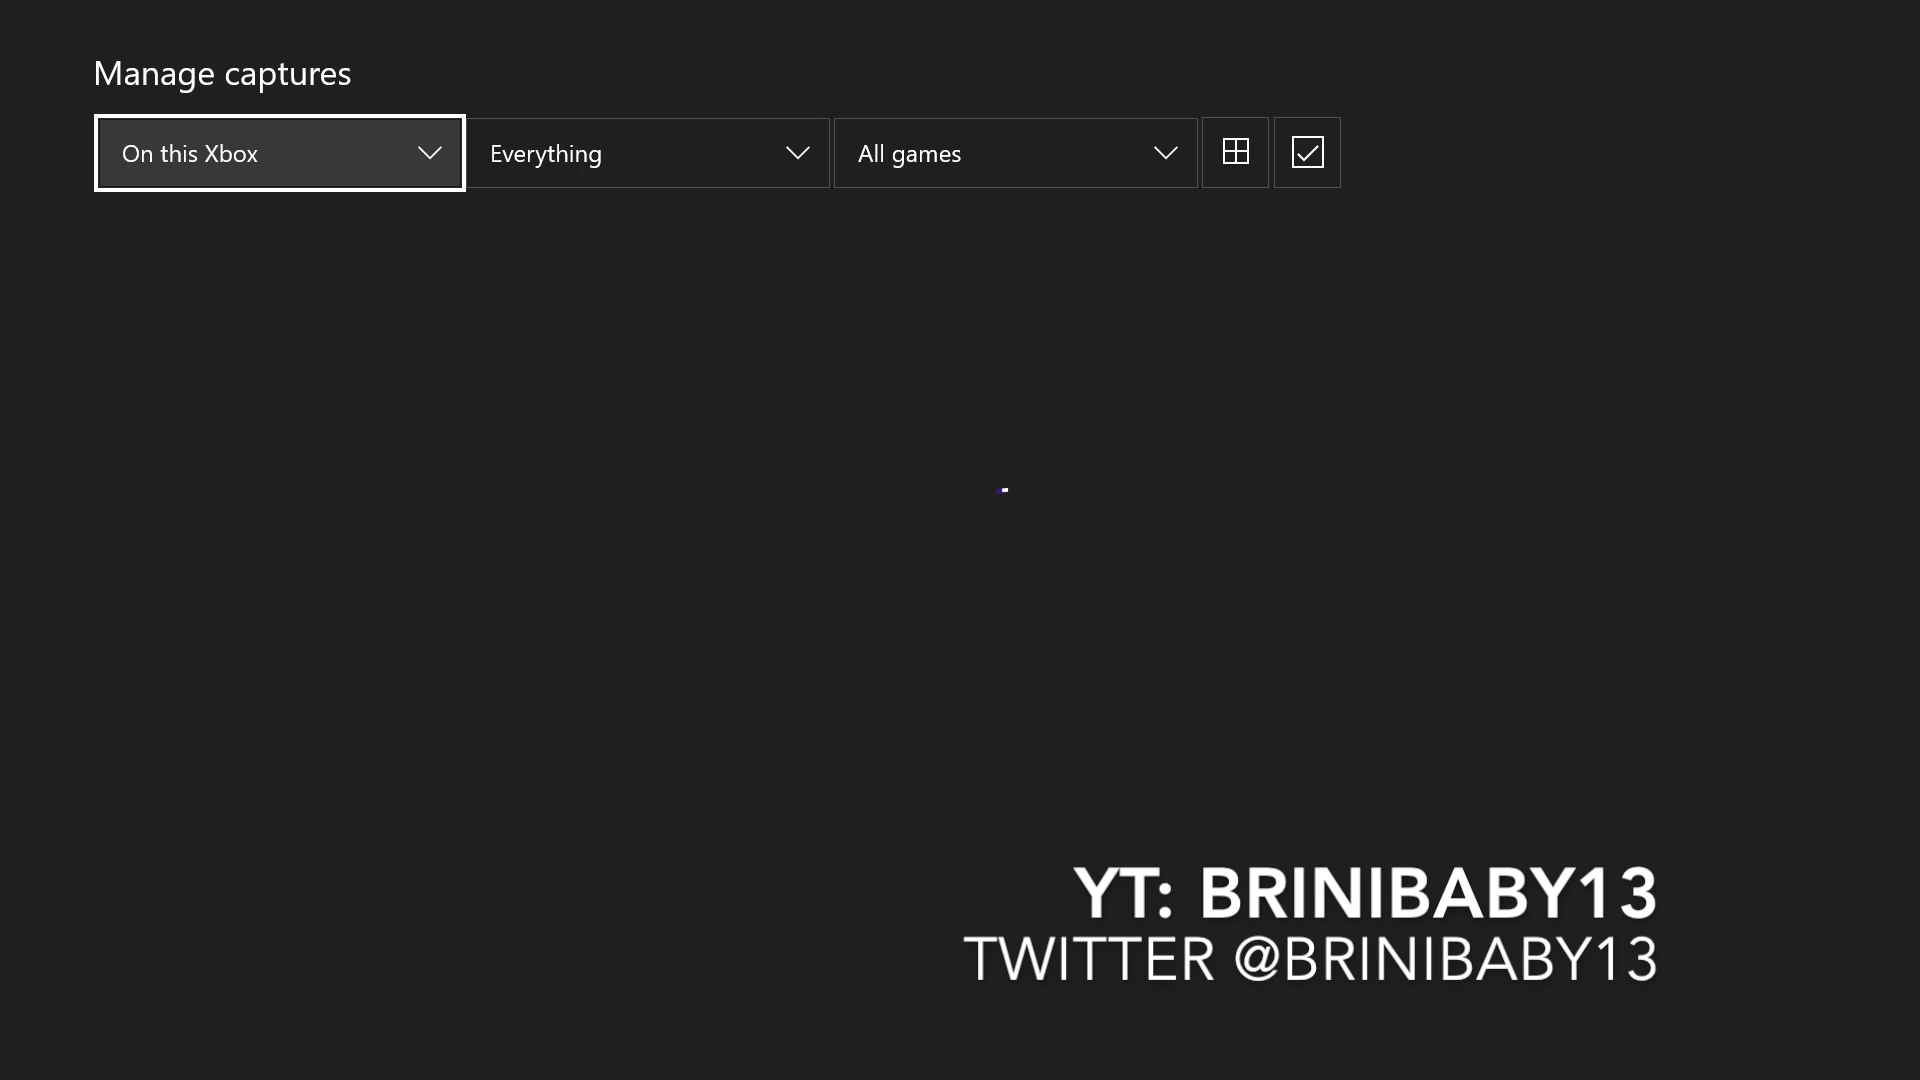 Manage captures
On this Xbox
Everything
All games
YT: BRINIBABY13
TWITTER @BRINIBABY13